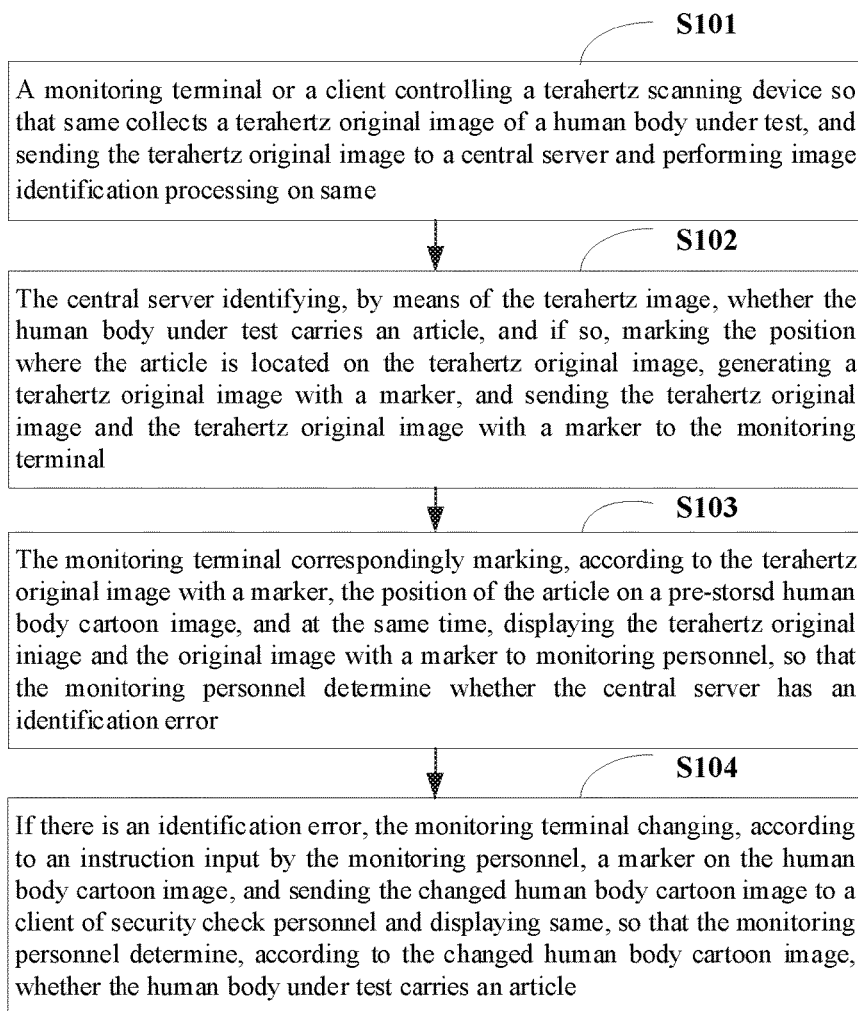 S101
A monitoring terminal or a client controlling a terahertz scanning device so
that same collects a terahertz original image of a human body under test, and
sending the terahertz original image to a central server and performing image
identification processing on same
S102
The central server identifying, by means of the terahertz image, whether the
human body under test carries an article, and if so, marking the position
where the article is located on the terahertz original image, generating a
terahertz original image with a marker, and sending the terahertz original
image and the terahertz original image with a marker to the monitoring
terminal
S103
The monitoring terminal correspondingly marking, according to the terahertz
original image with a marker, the position of the article on a pre-storsd human
body cartoon image, and at the same time, displaying the terahertz original
iniage and the original image with a marker to monitoring personnel, so that
the monitoring personnel determine whether the central server has an
identification error
S104
If there is an identification error, the monitoring terminal changing, according
to an instruction input by the monitoring personnel, a marker on the human
body cartoon image, and sending the changed human body cartoon image to a
client of security check personnel and displaying same, so that the monitoring
personnel determine, according to the changed human body cartoon image,
whether the human body under test carries an article